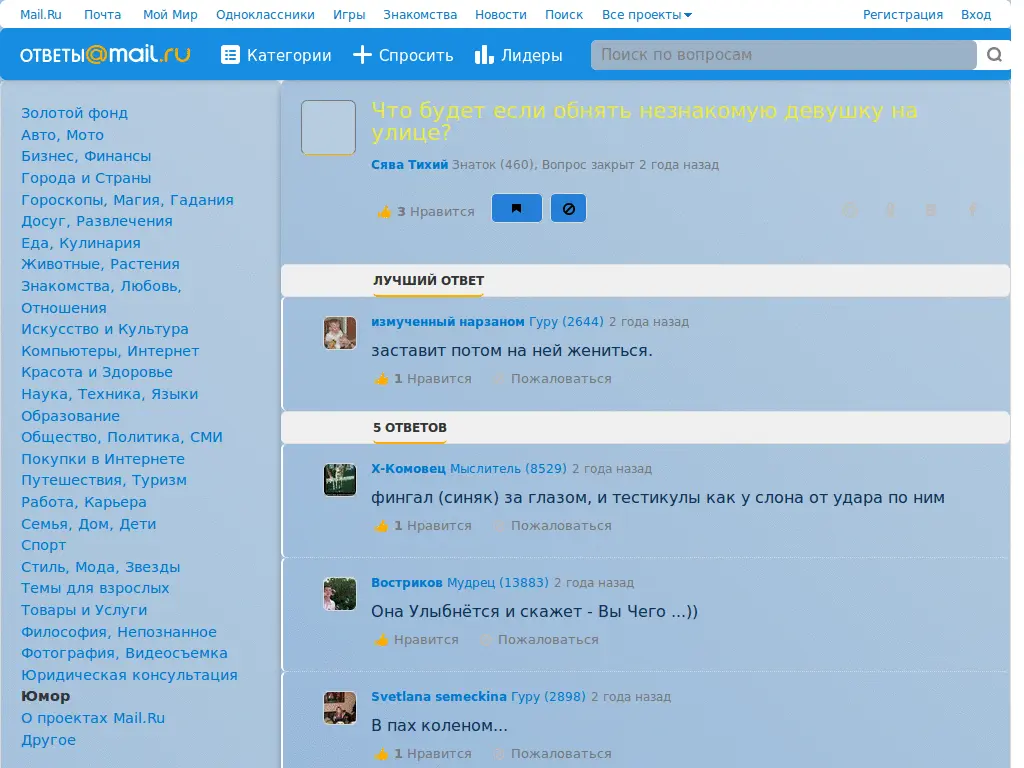 Mail.Ru Почта Мой Мир Одноклассники Игры Знакомства Новости Поиск Все проекты Регистрация Вход
ОТВЕТЫ@mail.ru Категории Спросить Лидеры Поиск по вопросам
Золотой фонд
Авто, Мото
Бизнес, Финансы
Города и Страны
Гороскопы, Магия, Гадания
Досуг, Развлечения
Еда, Кулинария
Животные, Растения
Знакомства, Любовь,
Отношения
Искусство и Культура
Компьютеры, Интернет
Красота и Здоровье
Наука, Техника, Языки
Образование
Общество, Политика, СМИ
Покупки в Интернете
Путешествия, Туризм
Работа, Карьера
Семья, Дом, Дети
Спорт
Стиль, Мода, Звезды
Темы для взрослых
Товары и Услуги
Философия, Непознанное
Фотография, Видеосъемка
Юридическая консультация
Юмор
О проектах Mail.Ru
Другое
Что будет если обнять незнакомую девушку на
улице?
Сява Тихий Знаток (460), Вопрос закрыт 2 года назад
3 Нравится
ЛУЧШИЙ ОТВЕТ
измученный нарзаном Гуру (2644) 2 года назад
заставит потом на ней жениться.
1 Нравится Пожаловаться
5 ОТВЕТОВ
Х-Комовец Мыслитель (8529) 2 года назад
фингал (синяк) за глазом, и тестикулы как у слона от удара по ним
1 Нравится Пожаловаться
Востриков Мудрец (13883) 2 года назад
Она Улыбнётся и скажет - Вы Чего ...))
Нравится Пожаловаться
Svetlana semeckina Гуру (2898) 2 года назад
В пах коленом...
1 Нравится Пожаловаться